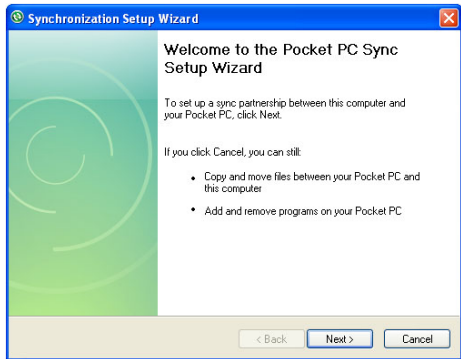 Synchronization Setup Wizard
Welcome to the Pocket PC Sync
Setup Wizard
To set up a sync partnership between this computer and
your Pocket PC, click Next.
If you click Cancel, you can still:
• Copy and move files between your Pocket PC and
this computer
• Add and remove programs on your Pocket PC
< Back Next > Cancel